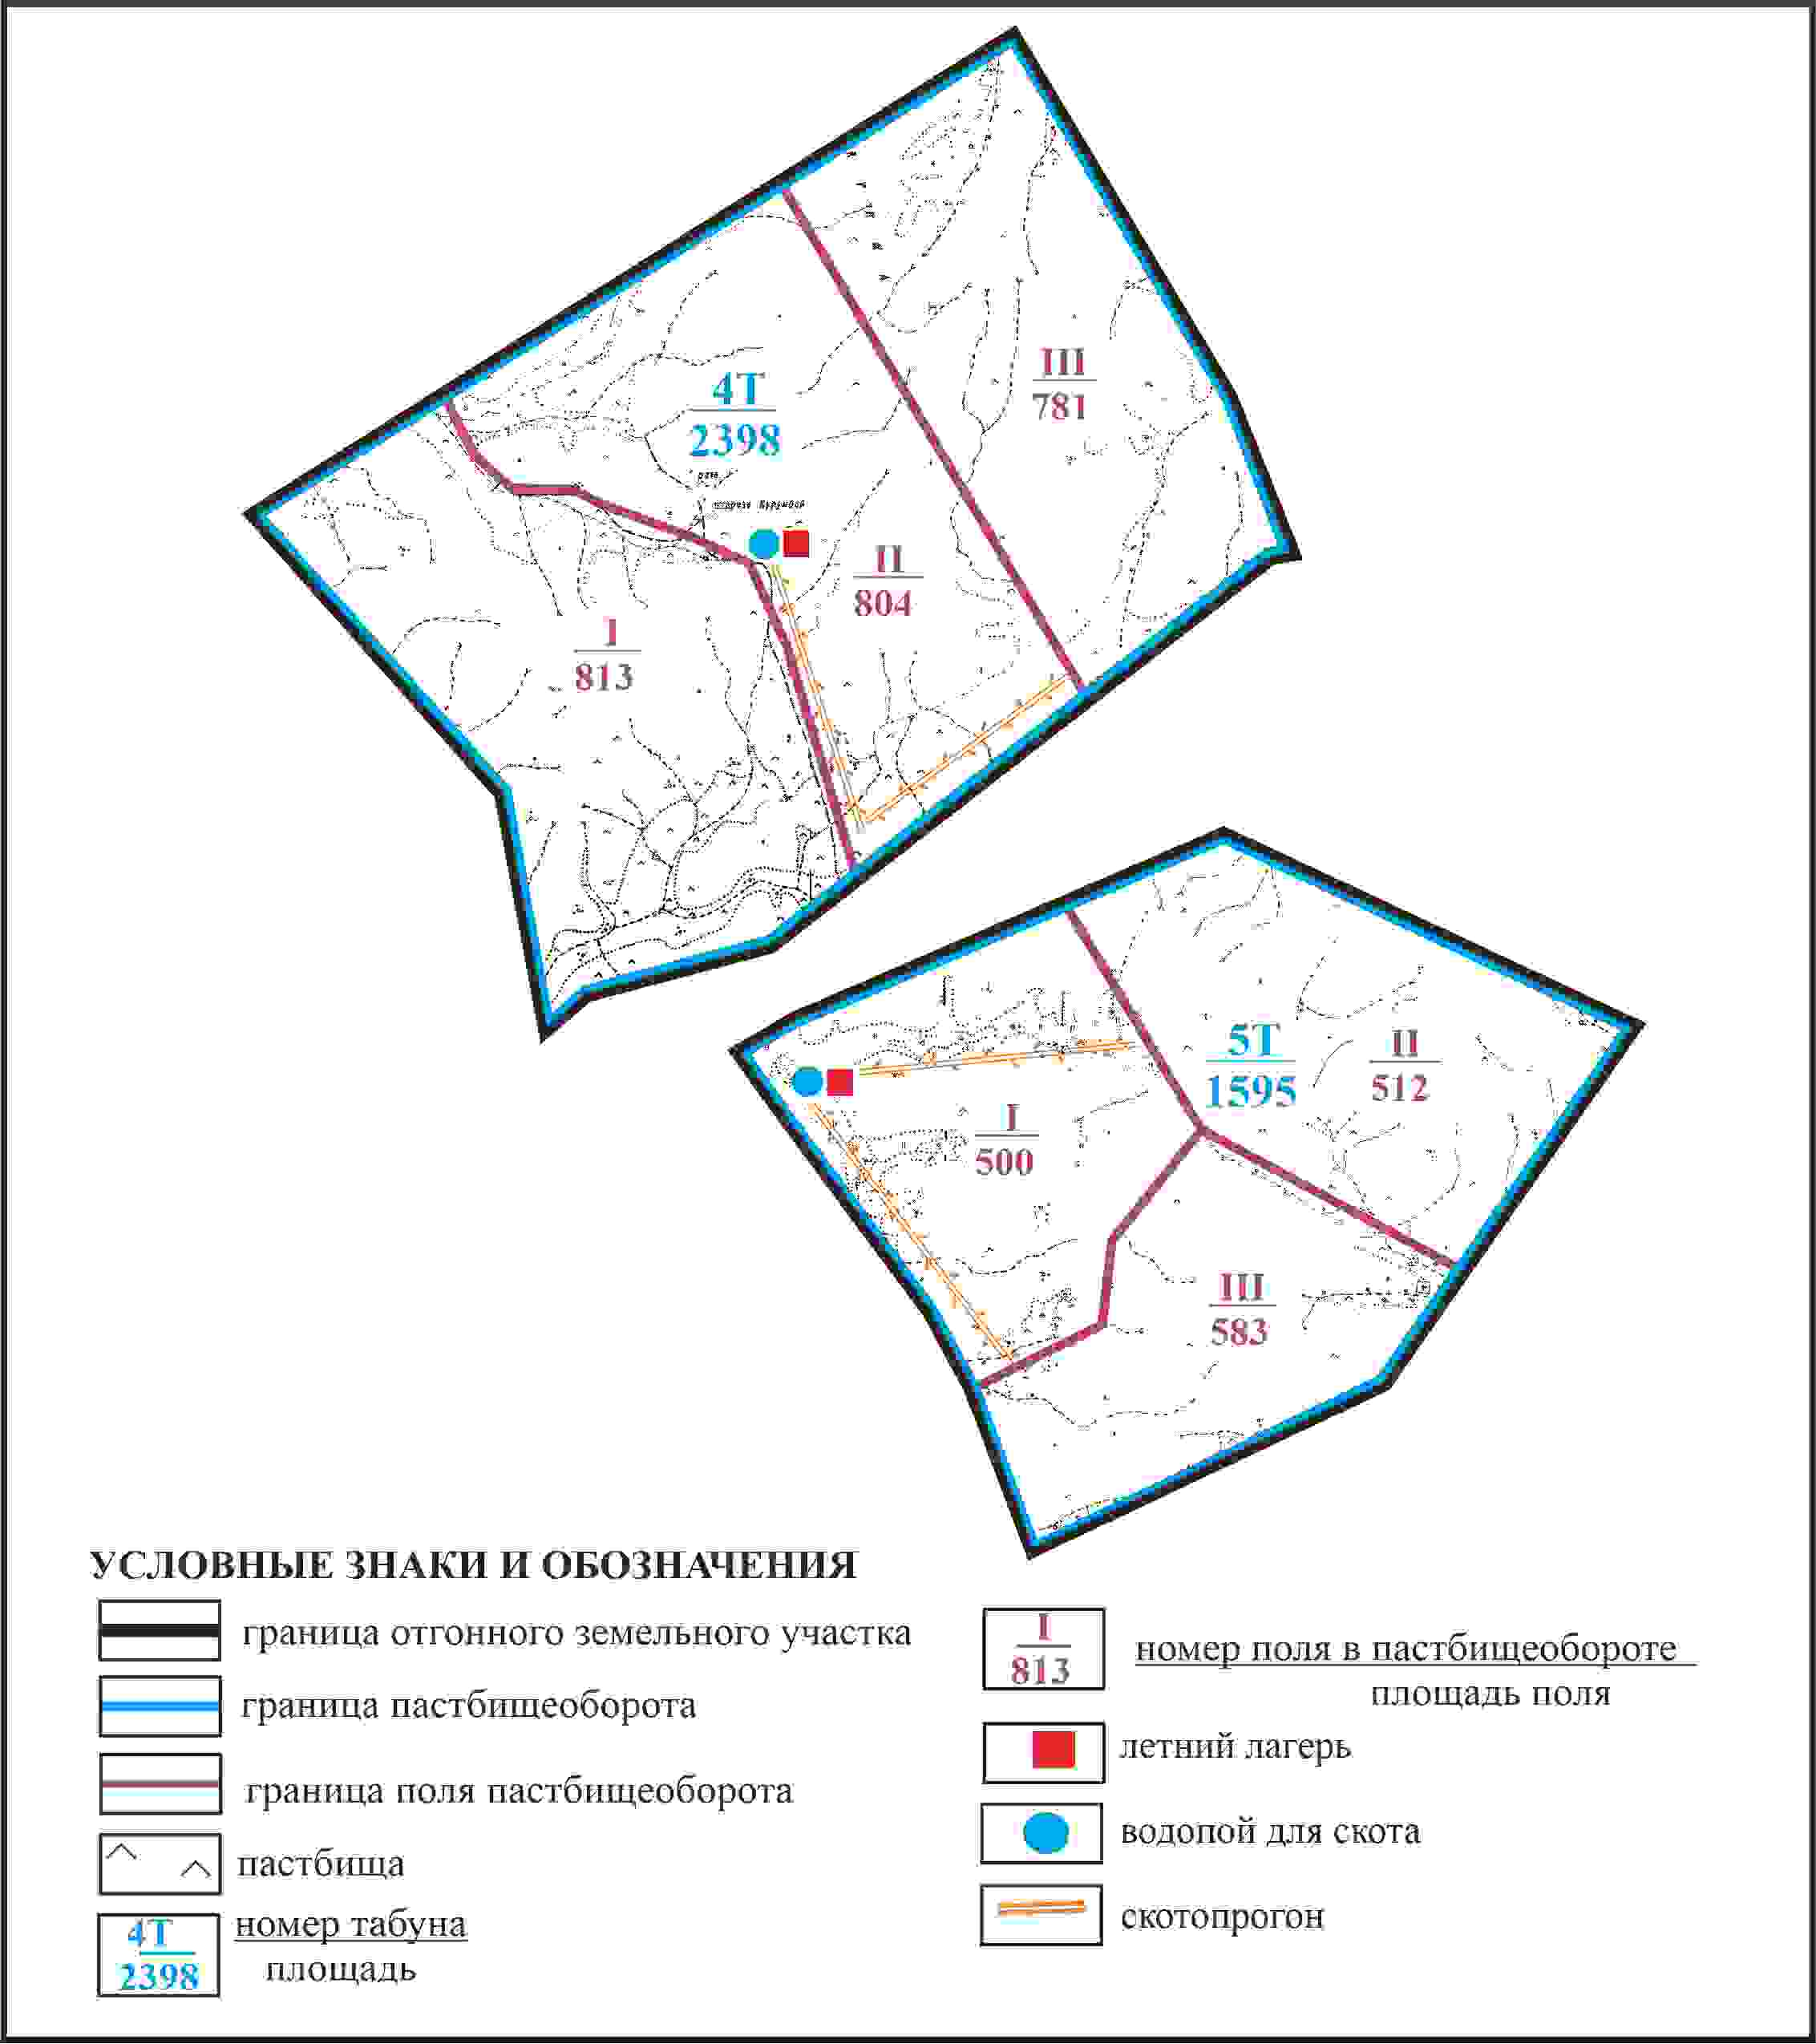 III
781
4Т
2398
II
804
I
813
5Т
1595
II
512
I
500
III
583
УСЛОВНЫЕ ЗНАКИ И ОБОЗНАЧЕНИЯ
граница отгонного земельного участка
граница пастбищеоборота
граница поля пастбищеоборота
пастбища
4Т
2398
номер табуна
площадь
I
813
номер поля в пастбищеобороте
площадь поля
летний лагерь
водопой для скота
скотопрогон